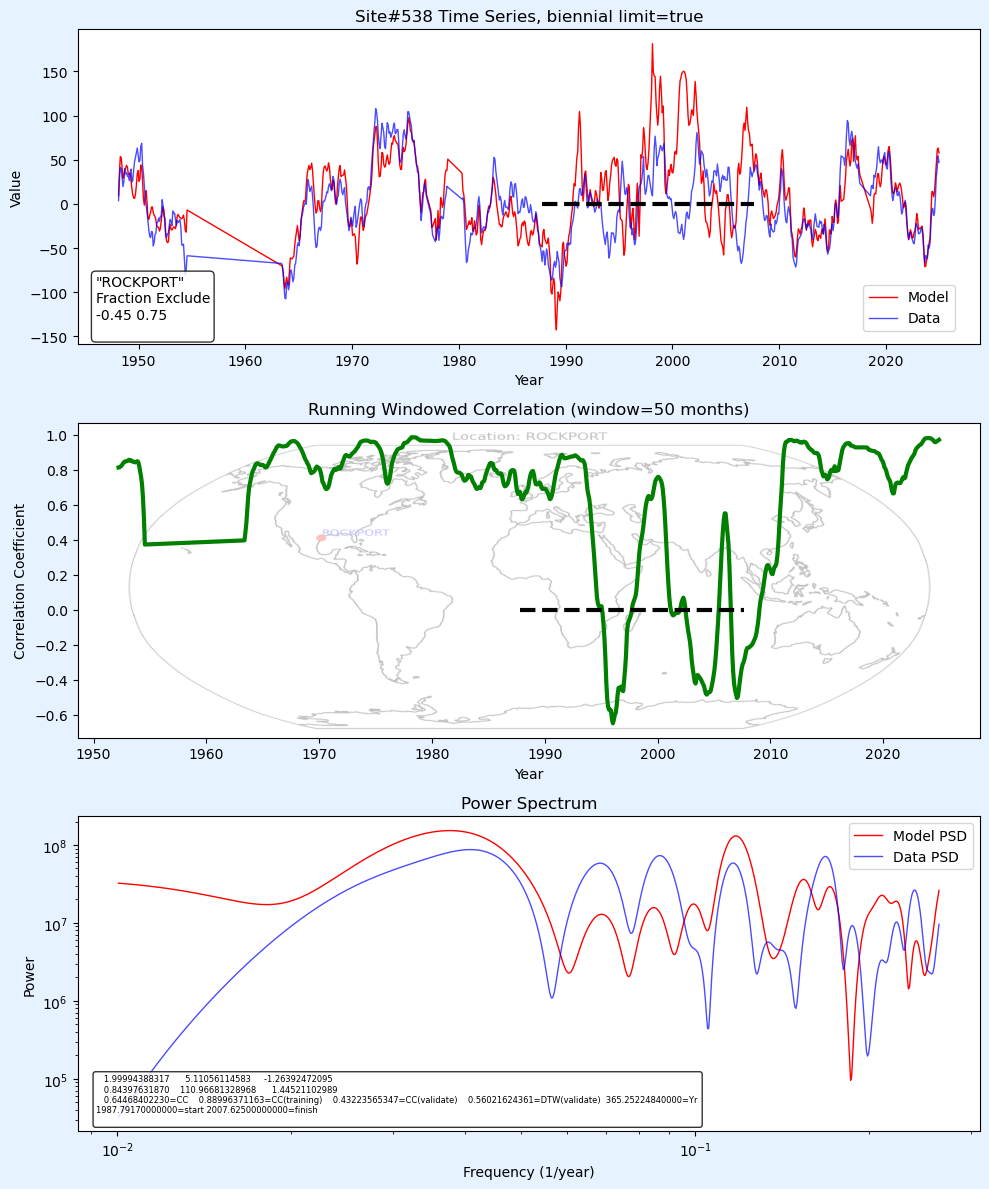 Site#538 Time Series, biennial limit=true
150
100
50
0
−50
−100
−150
Value
"ROCKPORT"
Fraction Exclude
-0.45 0.75
Model
Data
1950
1960
1970
1980
1990
2000
2010
2020
Year
Running Windowed Correlation (window=50 months)
Location: ROCKPORT
ROCKPORT
1.0
0.8
0.6
0.4
0.2
0.0
−0.2
−0.4
−0.6
Correlation Coefficient
1950
1960
1970
1980
1990
2000
2010
2020
Year
Power Spectrum
Model PSD
Data PSD
10^8
10^7
10^6
10^5
Power
1.99994388317 5.11056114583 -1.26392472095
0.84397631870 110.96681328968 1.44521102989
0.64468402230=CC 0.88996371163=CC(training) 0.43223565347=CC(validate) 0.56021624361=DTW(validate) 365.25224840000=Yr
1987.79170000000=start 2007.62500000000=finish
10^−2
10^−1
Frequency (1/year)